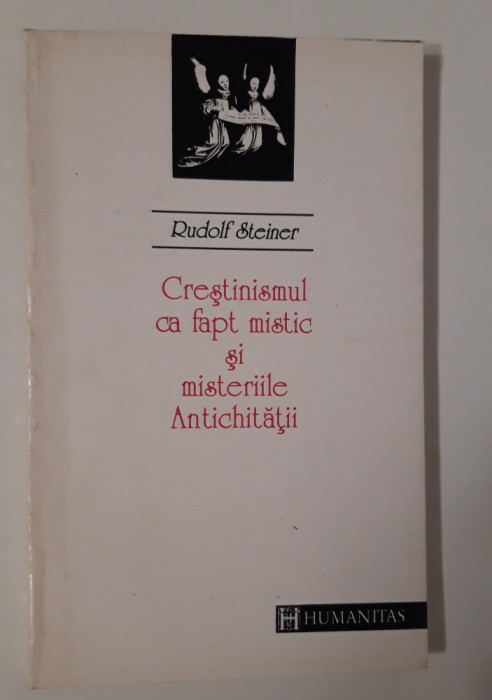 Rudolf Steiner
Creştinismul
ca fapt mistic
şi
misteriile
Antichităţii
HUMANITAS